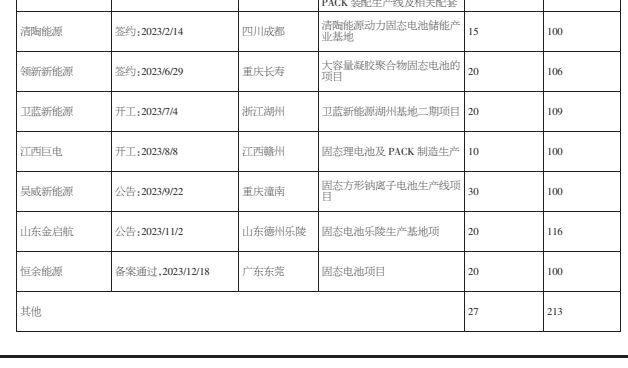 PACK 装配生产线及相关配套
清陶能源 签约:2023/2/14 四川成都 清陶能源动力固态电池储能产 15 100
业基地
领新新能源 签约:2023/6/29 重庆长寿 大容量凝胶聚合物固态电池的 20 106
项目
卫蓝新能源 开工:2023/7/4 浙江湖州 卫蓝新能源湖州基地二期项目 20 109
江西巨电 开工:2023/8/8 江西赣州 固态理电池及 PACK 制造生产 10 100
昊威新能源 公告:2023/9/22 重庆潼南 固态方形钠离子电池生产线项 30 100
目
山东金启航 公告:2023/11/2 山东德州乐陵 固态电池乐陵生产基地项 20 116
恒余能源 备案通过,2023/12/18 广东东莞 固态电池项目 20 100
其他 27 213